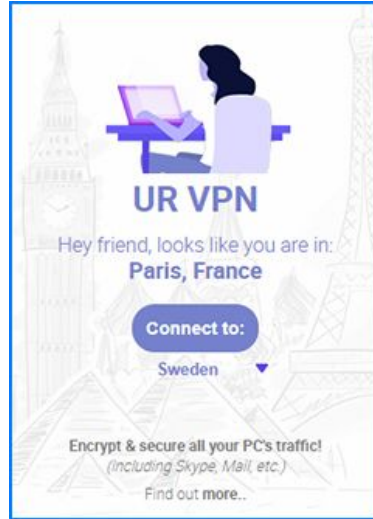 UR VPN
Hey friend, looks like you are in:
Paris, France
Connect to:
Sweden
Encrypt & secure all your PC's traffic!
(Including Skype, Mail, etc.)
Find out more..